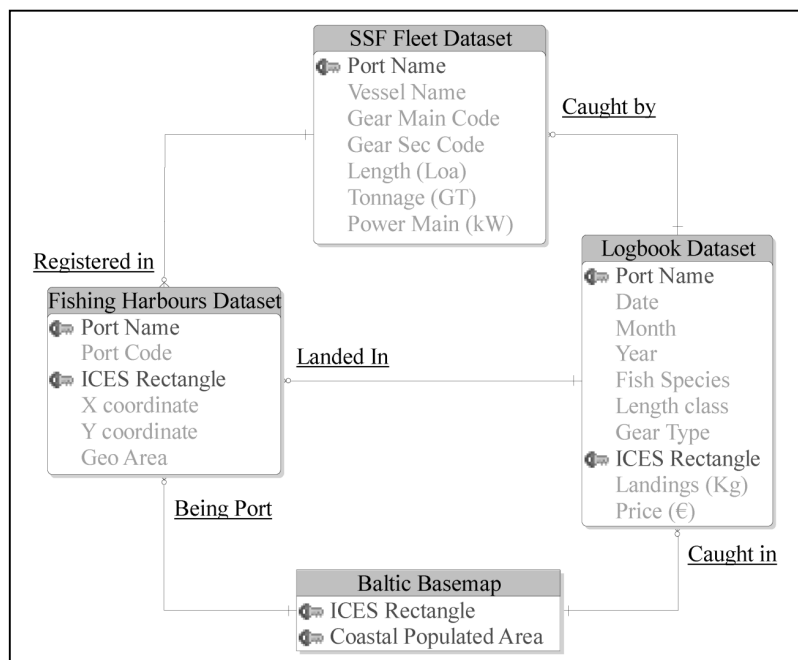 SSF Fleet Dataset
Port Name
Vessel Name
Gear Main Code
Gear Sec Code
Length (Loa)
Tonnage (GT)
Power Main (kW)
Caught by
Registered in
Logbook Dataset
Port Name
Date
Month
Year
Fish Species
Length class
Gear Type
ICES Rectangle
Landings (Kg)
Price (€)
Fishing Harbours Dataset
Port Name
Port Code
ICES Rectangle
X coordinate
Y coordinate
Geo Area
Landed In
Being Port
Caught in
Baltic Basemap
ICES Rectangle
Coastal Populated Area